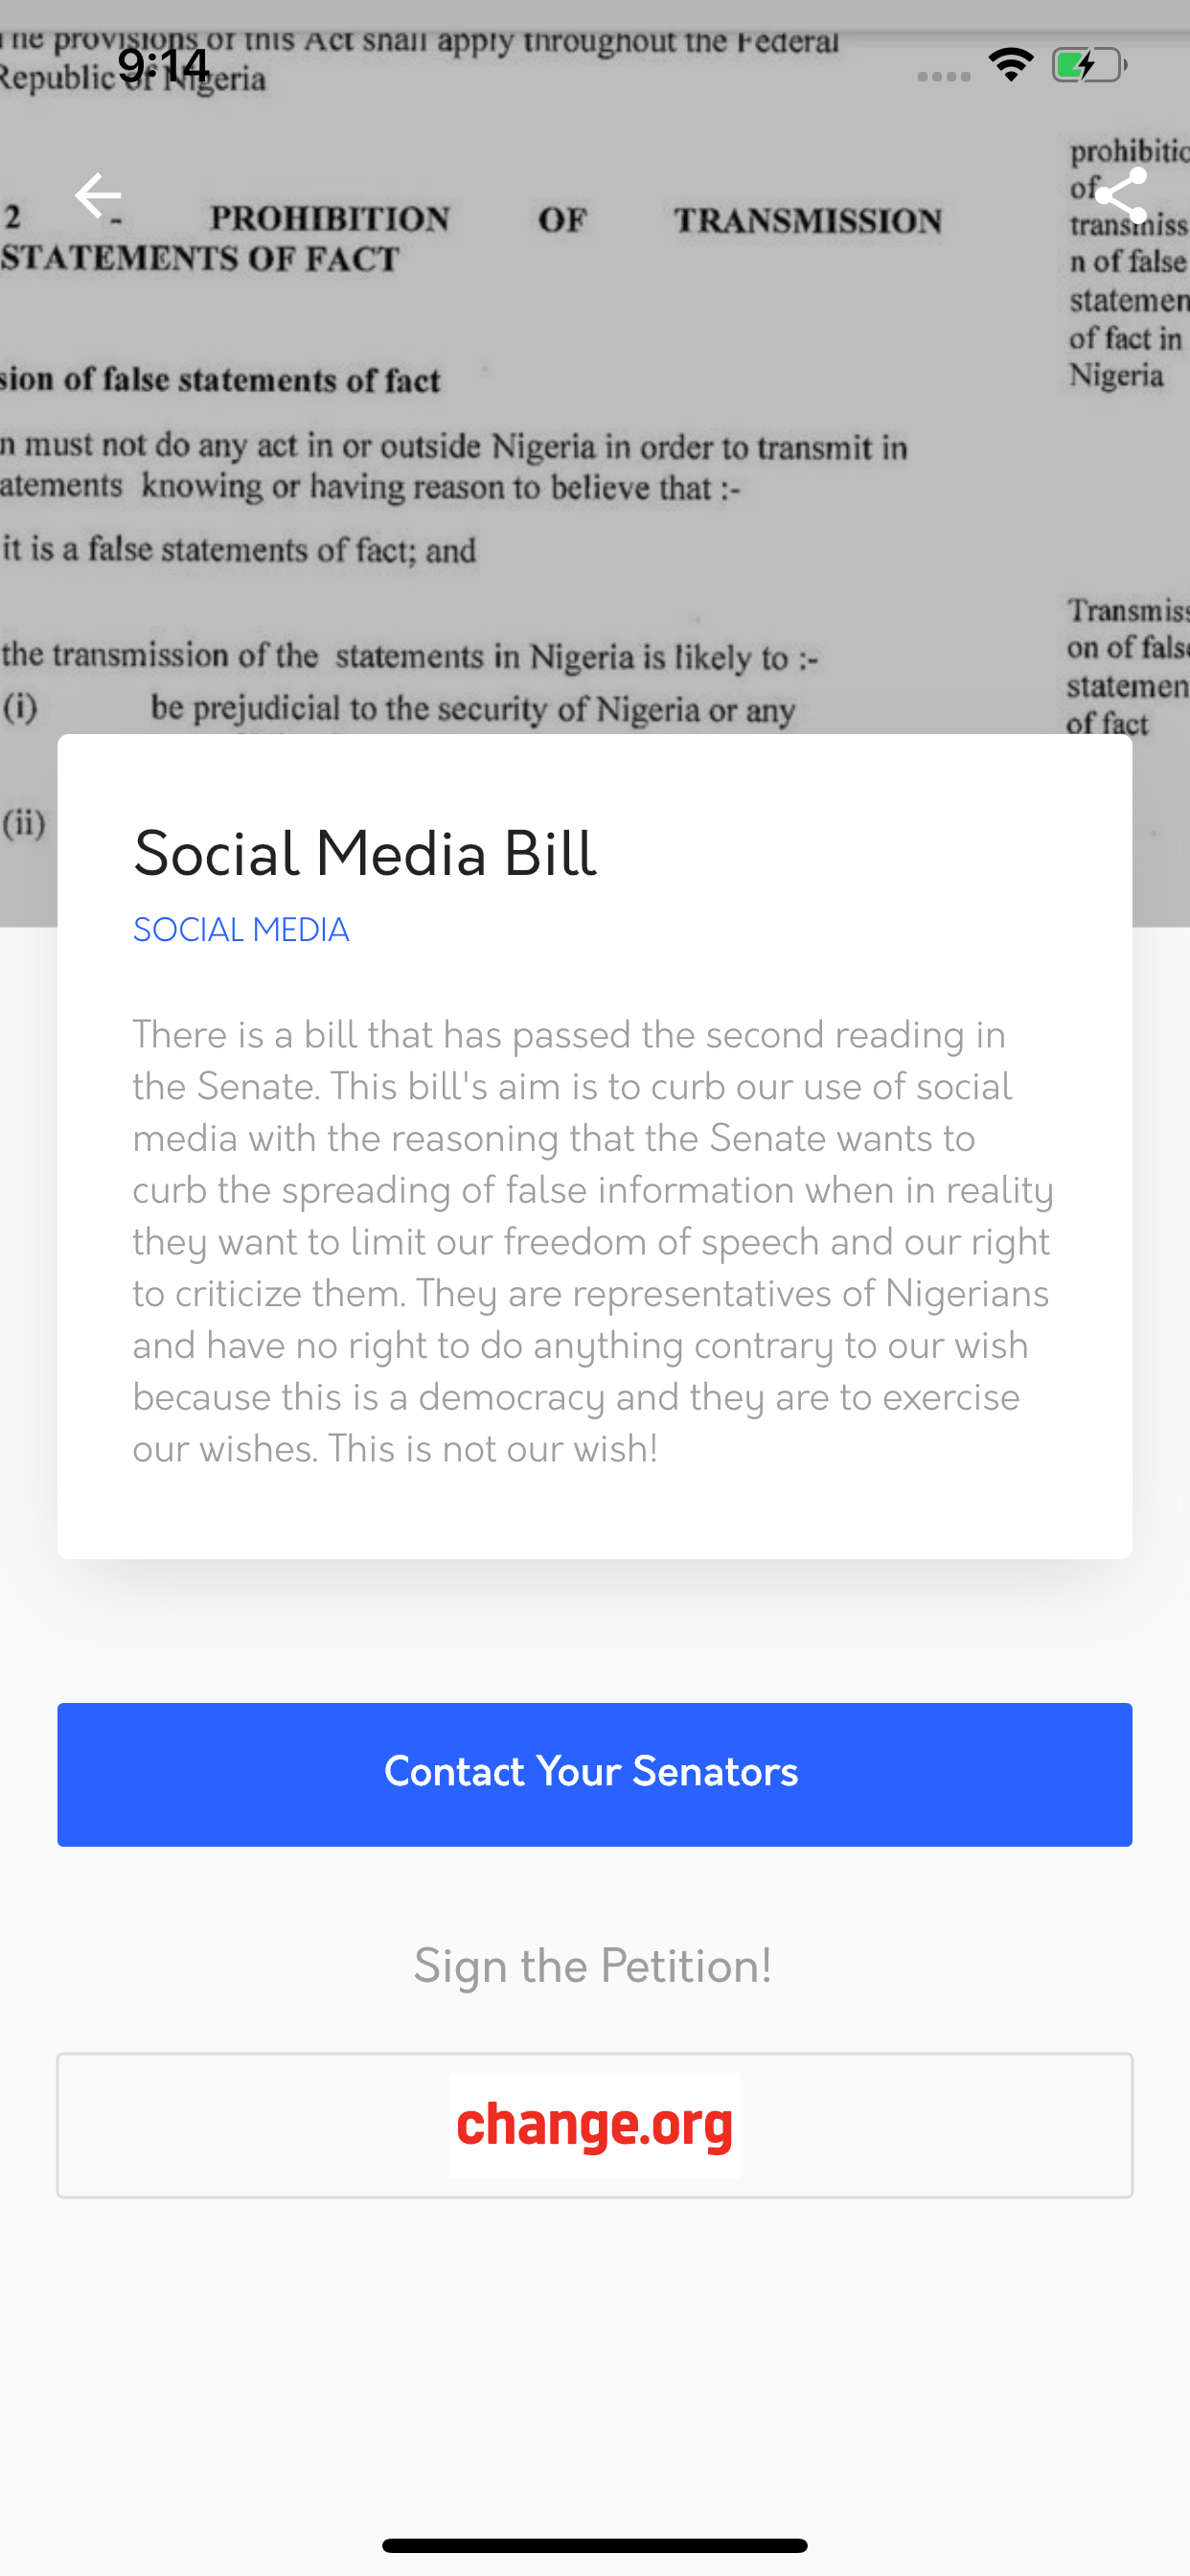 The provisions of this Act shall apply throughout the Federal
Republic of Nigeria
9:14
prohibitio
of
transmiss
n of false
statemen
of fact in
Nigeria
2 - PROHIBITION OF TRANSMISSION
STATEMENTS OF FACT
sion of false statements of fact
n must not do any act in or outside Nigeria in order to transmit in
atements knowing or having reason to believe that :-
it is a false statements of fact; and
the transmission of the statements in Nigeria is likely to :-
(i) be prejudicial to the security of Nigeria or any
(ii)
Transmiss
on of false
statemen
of fact
Social Media Bill
SOCIAL MEDIA
There is a bill that has passed the second reading in
the Senate. This bill's aim is to curb our use of social
media with the reasoning that the Senate wants to
curb the spreading of false information when in reality
they want to limit our freedom of speech and our right
to criticize them. They are representatives of Nigerians
and have no right to do anything contrary to our wish
because this is a democracy and they are to exercise
our wishes. This is not our wish!
Contact Your Senators
Sign the Petition!
change.org